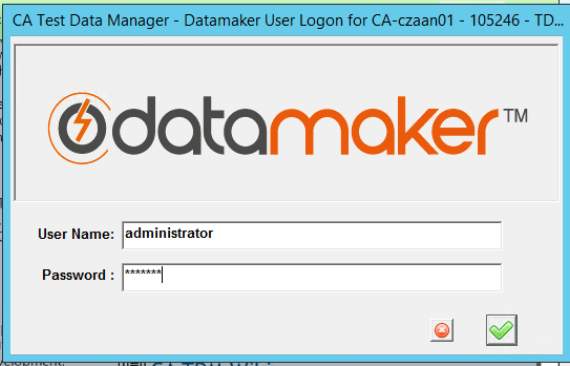 CA Test Data Manager - Datamaker User Logon for CA-czaan01 - 105246 - TD...
datamaker™
User Name: administrator
Password : *******